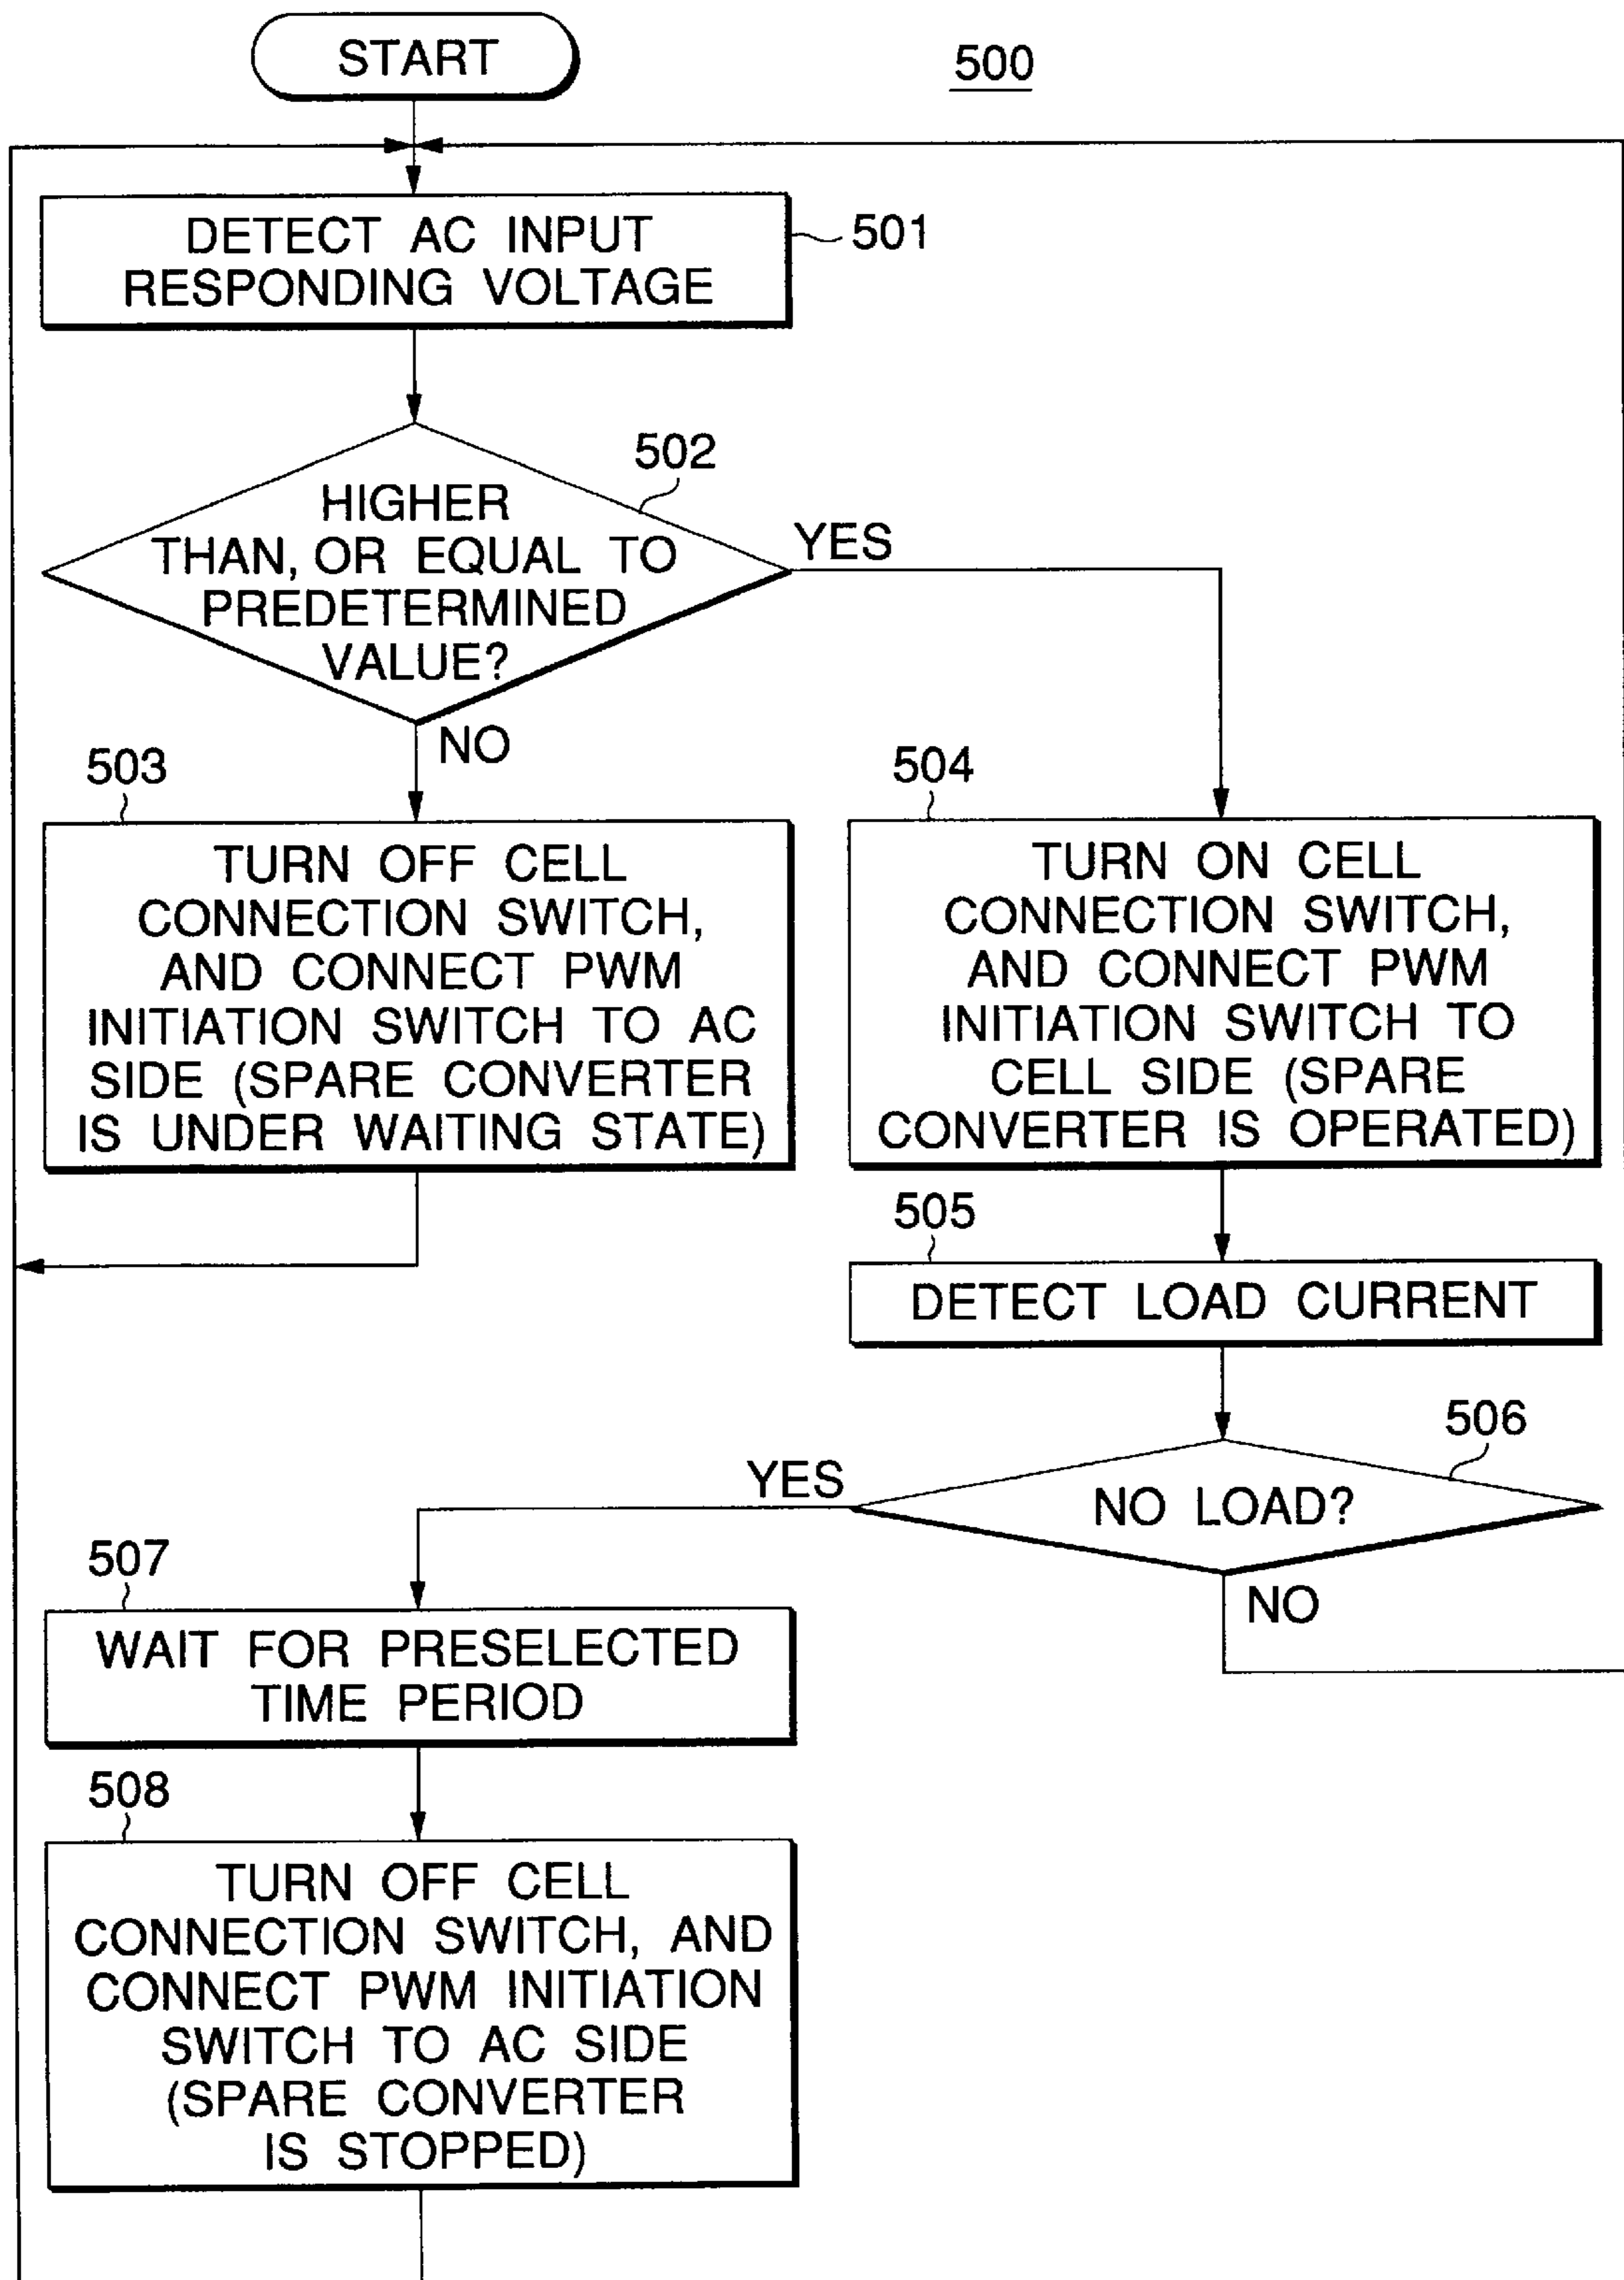 START
500
DETECT AC INPUT
RESPONDING VOLTAGE
501
502
HIGHER
THAN, OR EQUAL TO
PREDETERMINED
VALUE?
YES
NO
503
TURN OFF CELL
CONNECTION SWITCH,
AND CONNECT PWM
INITIATION SWITCH TO AC
SIDE (SPARE CONVERTER
IS UNDER WAITING STATE)
504
TURN ON CELL
CONNECTION SWITCH,
AND CONNECT PWM
INITIATION SWITCH TO
CELL SIDE (SPARE
CONVERTER IS OPERATED)
505
DETECT LOAD CURRENT
506
NO LOAD?
YES
NO
507
WAIT FOR PRESELECTED
TIME PERIOD
508
TURN OFF CELL
CONNECTION SWITCH, AND
CONNECT PWM INITIATION
SWITCH TO AC SIDE
(SPARE CONVERTER
IS STOPPED)